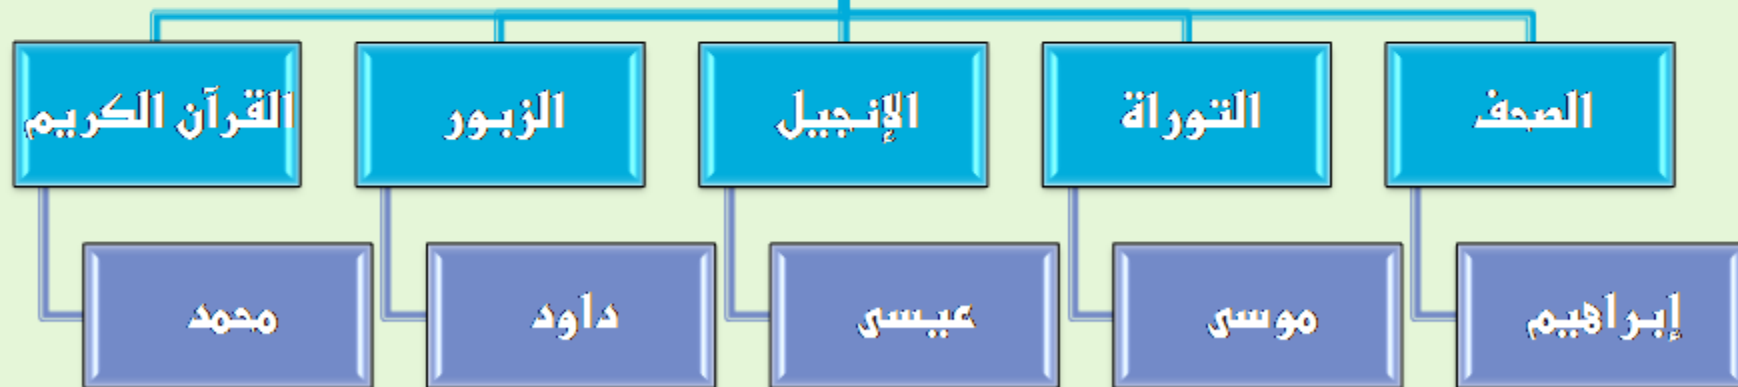 الصحف
التوراة
الإنجيل
الزبور
القرآن الكريم
إبراهيم
موسى
عيسى
داود
محمد